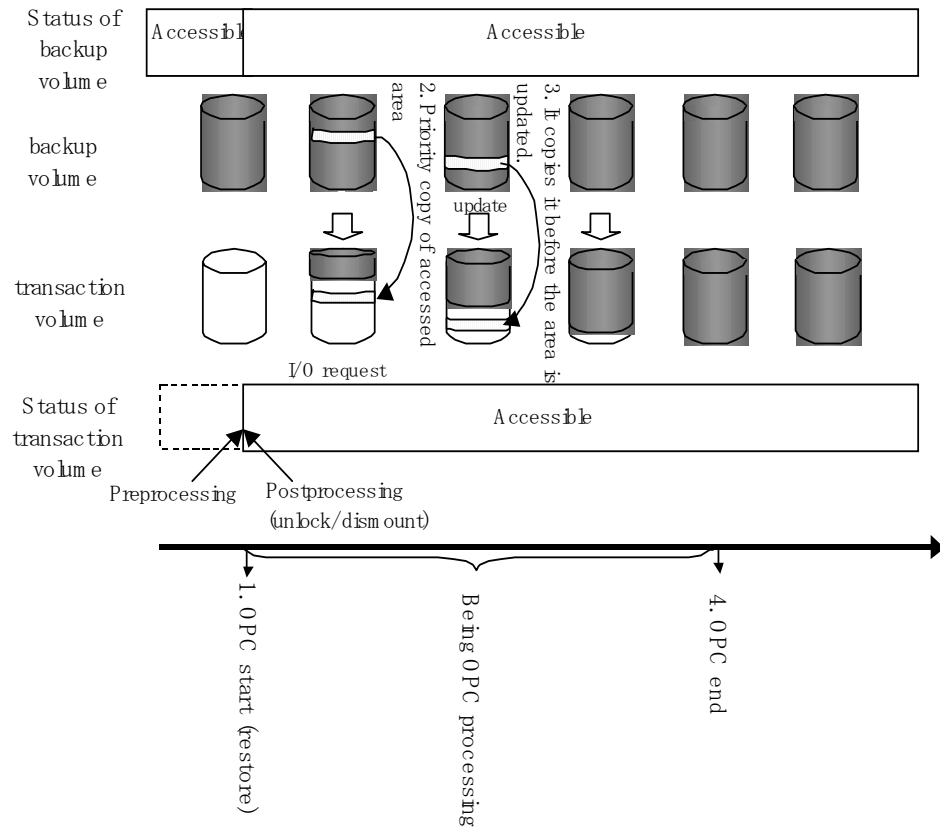 Status of
backup
volume
Accessible
Accessible
backup
volume
2. Priority copy of accessed
area
3. It copies it before the area is
updated.
update
transaction
volume
I/O request
Status of
transaction
volume
Accessible
Preprocessing
Postprocessing
(unlock/dismount)
1. OPC start (restore)
Being OPC processing
4. OPC end